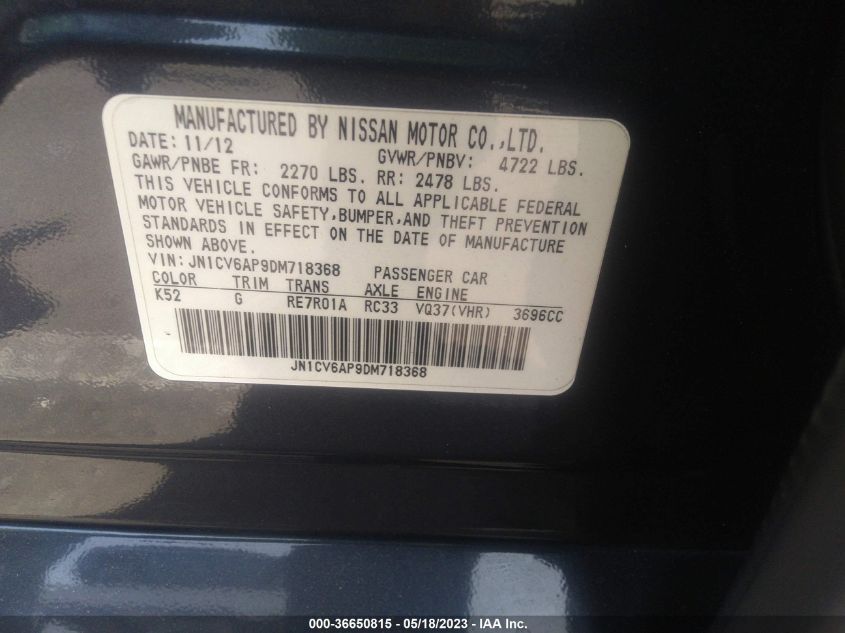 MANUFACTURED BY NISSAN MOTOR CO.,LTD.
DATE: 11/12 GVWR/PNBV: 4722 LBS.
GAWR/PNBE FR: 2270 LBS. RR: 2478 LBS.
THIS VEHICLE CONFORMS TO ALL APPLICABLE FEDERAL
MOTOR VEHICLE SAFETY,BUMPER,AND THEFT PREVENTION
STANDARDS IN EFFECT ON THE DATE OF MANUFACTURE
SHOWN ABOVE.
VIN: JN1CV6AP9DM718368 PASSENGER CAR
COLOR TRIM TRANS AXLE ENGINE
K52 G RE7R01A RC33 VQ37(VHR) 3696CC
JN1CV6AP9DM718368
000-36650815 - 05/18/2023 - IAA Inc.